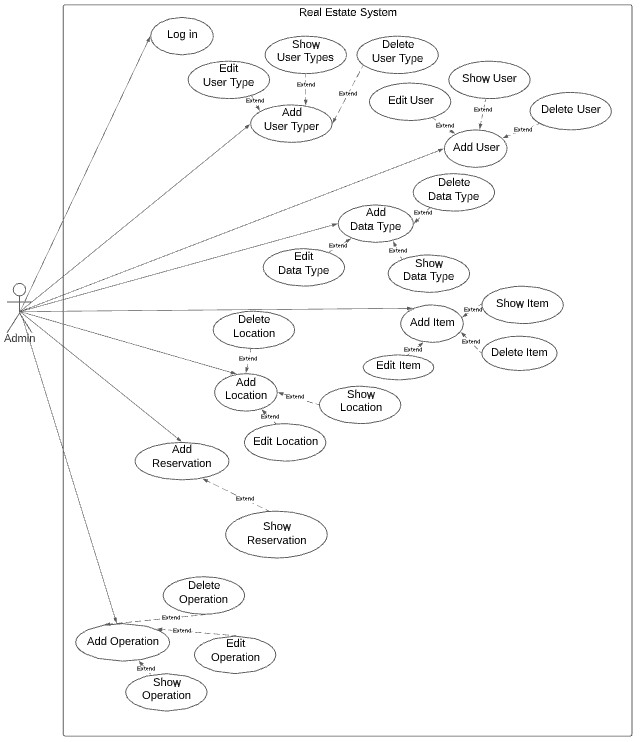 Real Estate System
Log in
Show
User Types
Delete
User Type
Edit
User Type
Extend
Extend
Extend
Add
User Typer
Show User
Edit User
Delete User
Extend
Extend
Extend
Add User
Delete
Data Type
Add
Data Type
Extend
Edit
Data Type
Extend
Extend
Show
Data Type
Admin
Show Item
Extend
Add Item
Delete
Location
Extend
Extend
Delete Item
Edit Item
Extend
Add
Location
Extend
Show
Location
Extend
Edit Location
Add
Reservation
Extend
Show
Reservation
Delete
Operation
Extend
Extend
Add Operation
Edit
Operation
Extend
Show
Operation